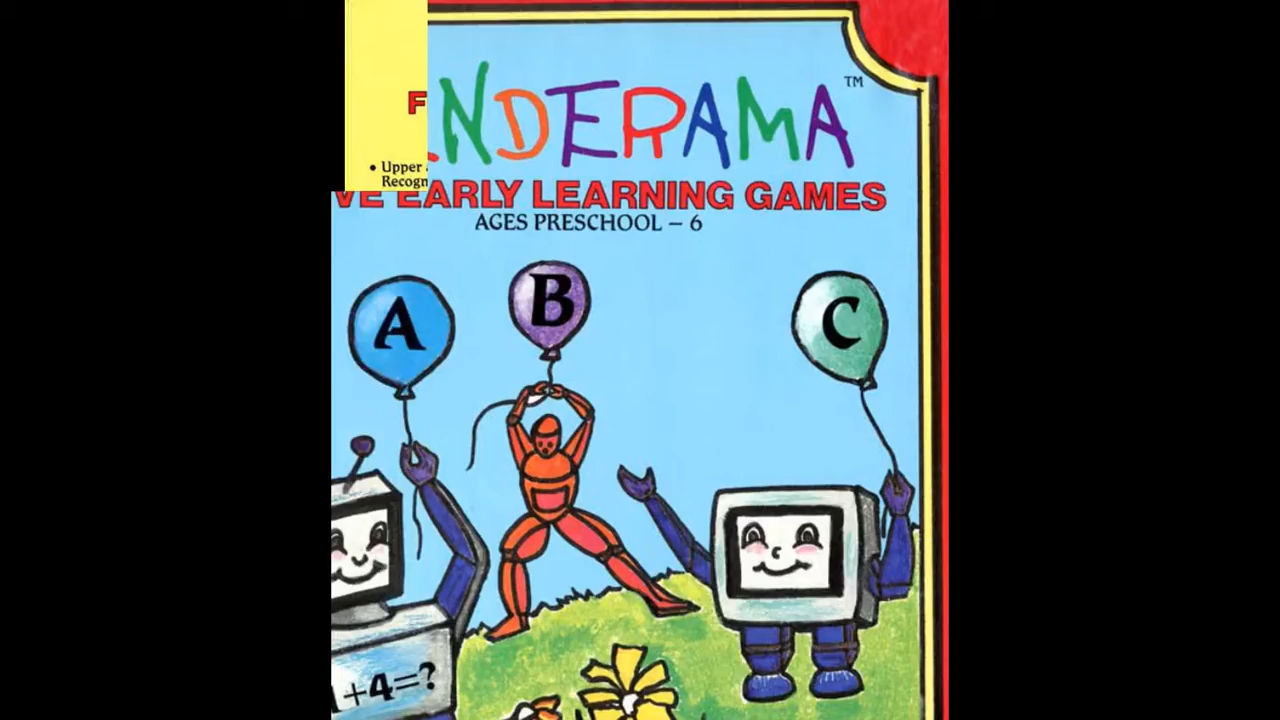 NDERAMA™
F
• Upper
Recogn
VE EARLY LEARNING GAMES
AGES PRESCHOOL – 6
A
B
C
+4=?